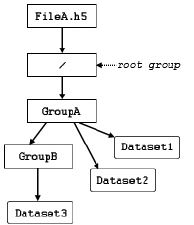 FileA.h5
/
root group
GroupA
Dataset1
GroupB
Dataset2
Dataset3